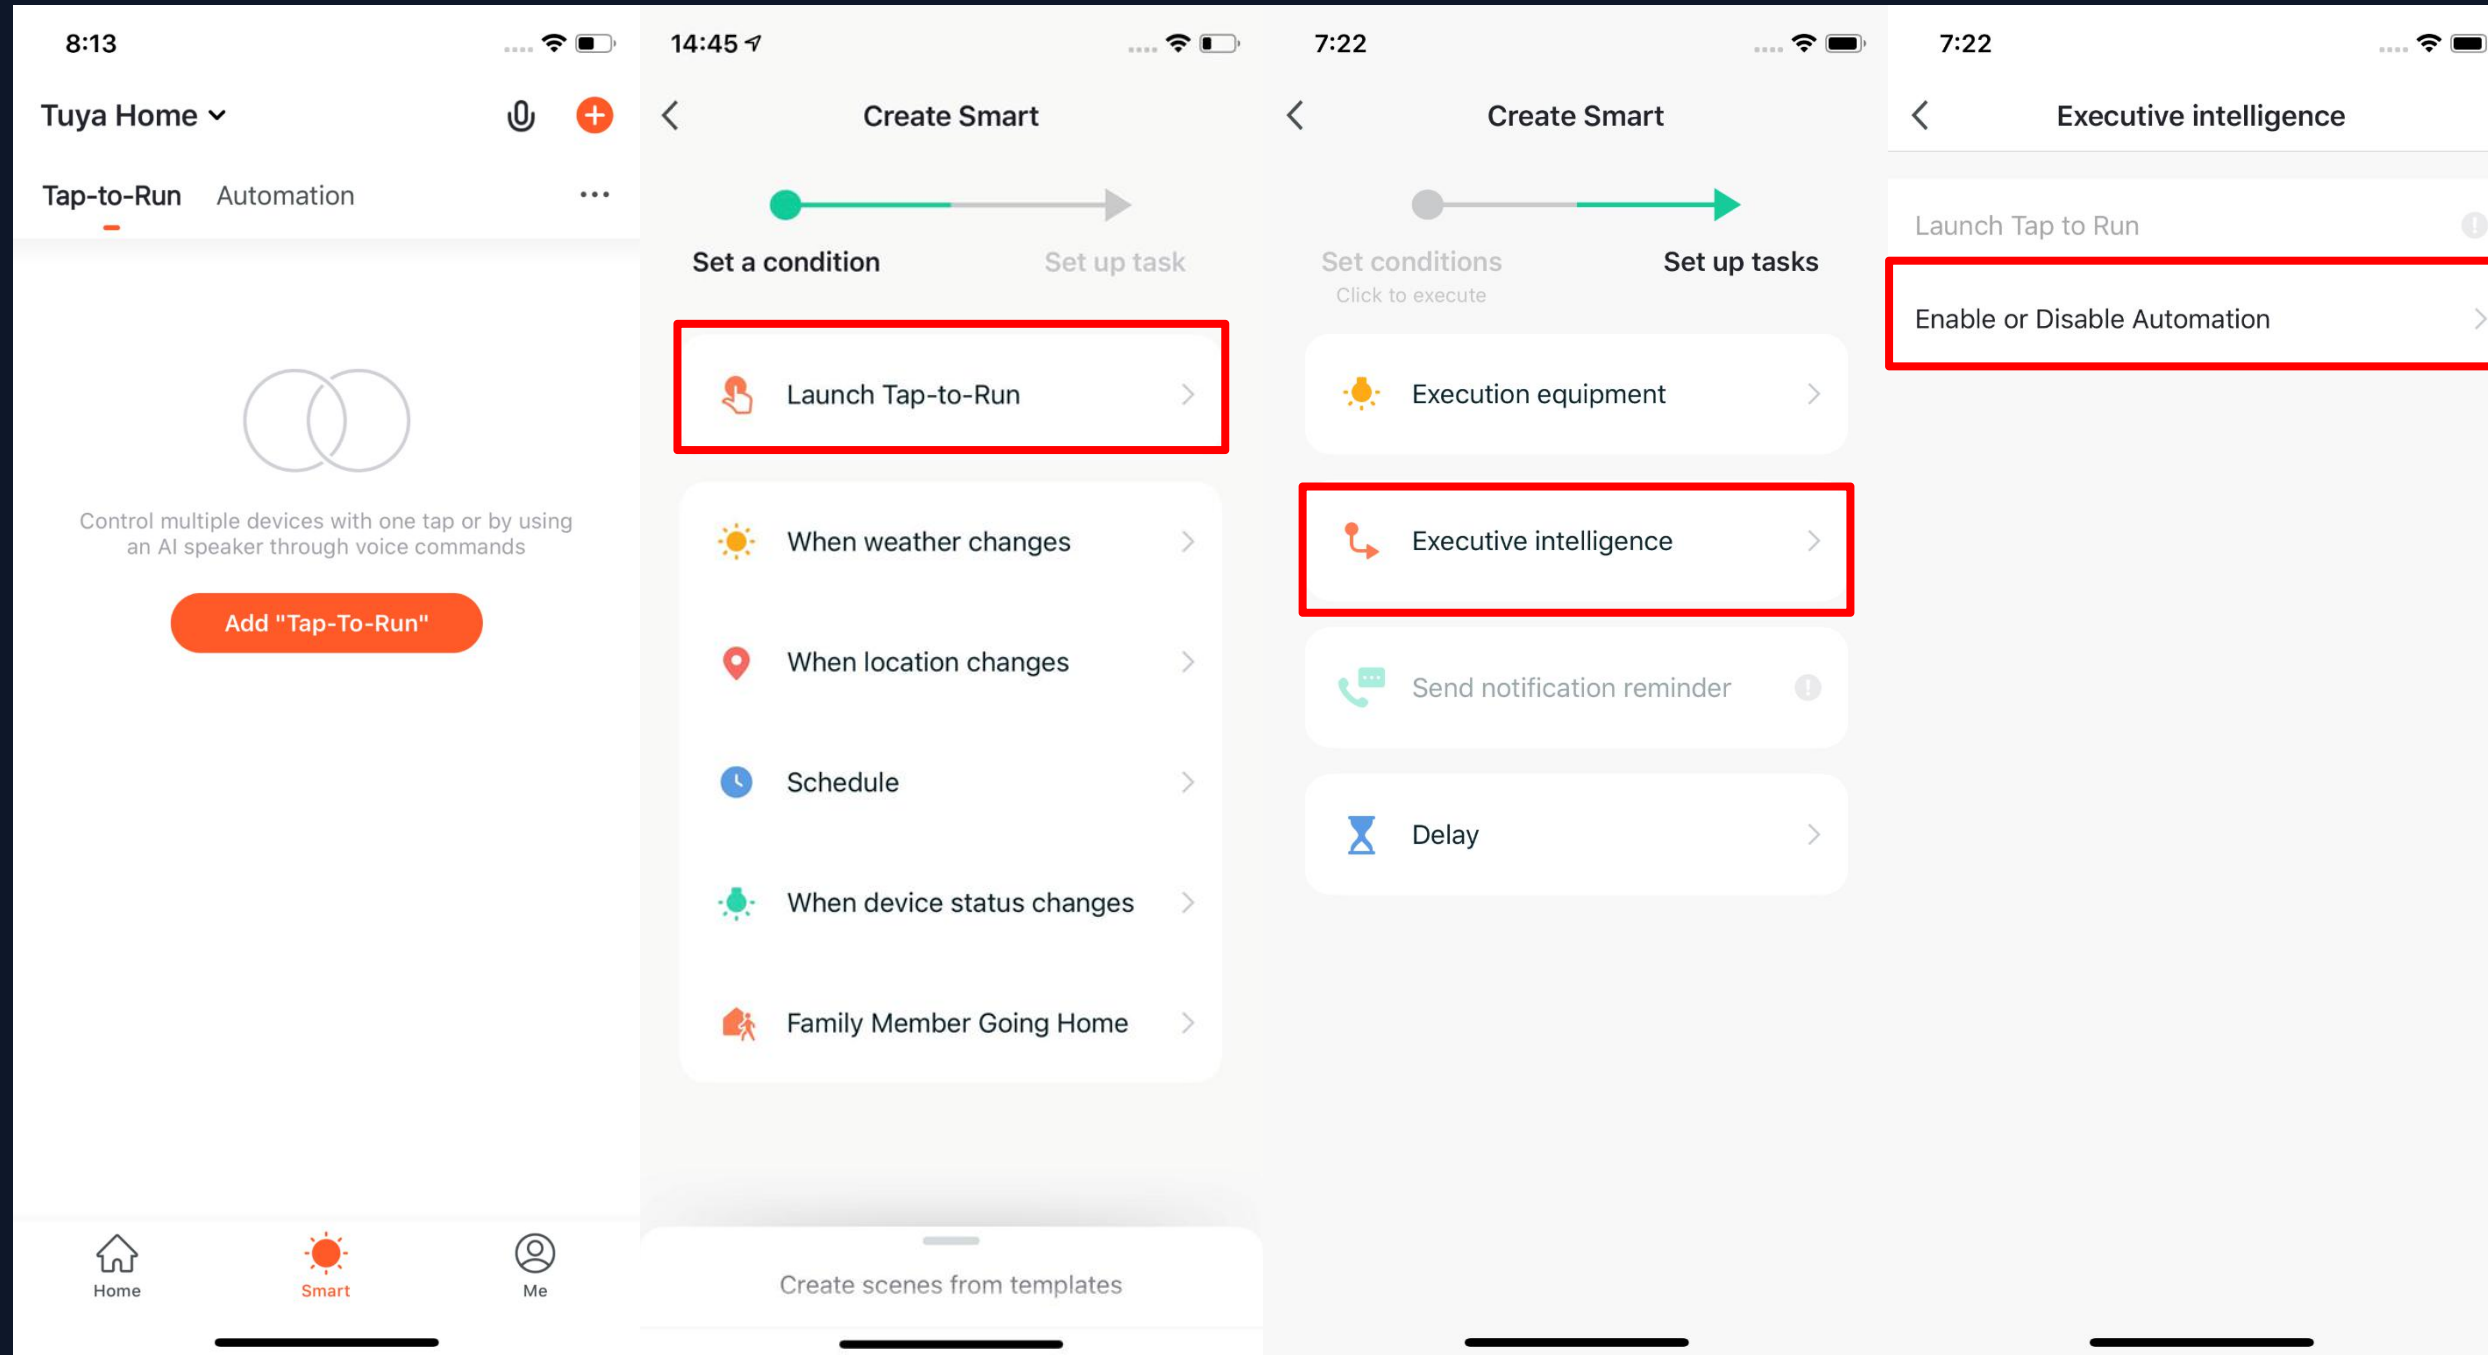 8:13
Tuya Home
Tap-to-Run Automation
Control multiple devices with one tap or by using
an AI speaker through voice commands
Add "Tap-To-Run"
Home
Smart
Me
14:45
Create Smart
Set a condition
Set up task
Launch Tap-to-Run
When weather changes
When location changes
Schedule
When device status changes
Family Member Going Home
Create scenes from templates
7:22
Create Smart
Set conditions
Click to execute
Set up tasks
Execution equipment
Executive intelligence
Send notification reminder
Delay
7:22
Executive intelligence
Launch Tap to Run
Enable or Disable Automation